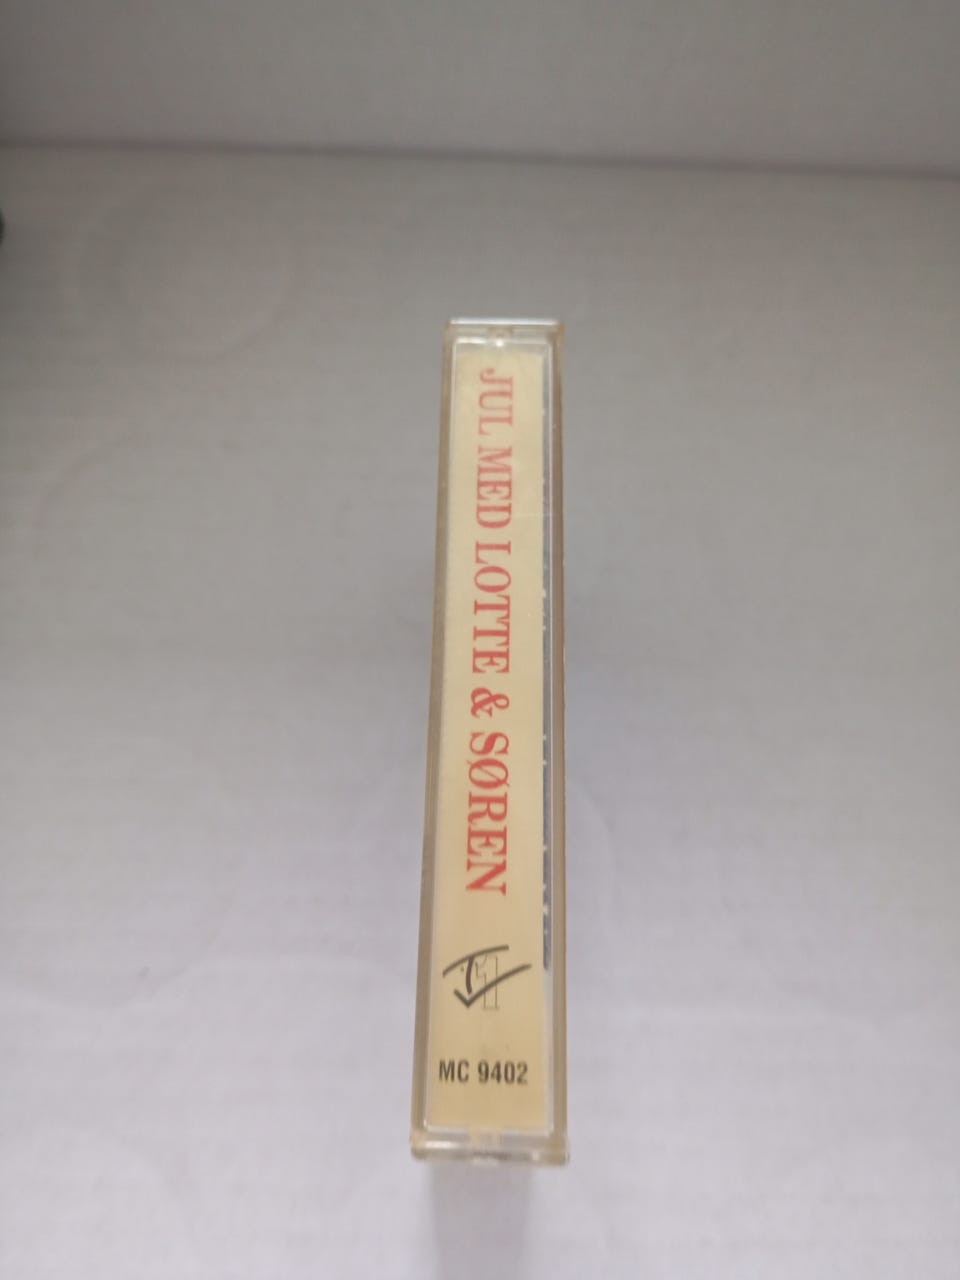 JUL MED LOTTE & SØREN
MC 9402